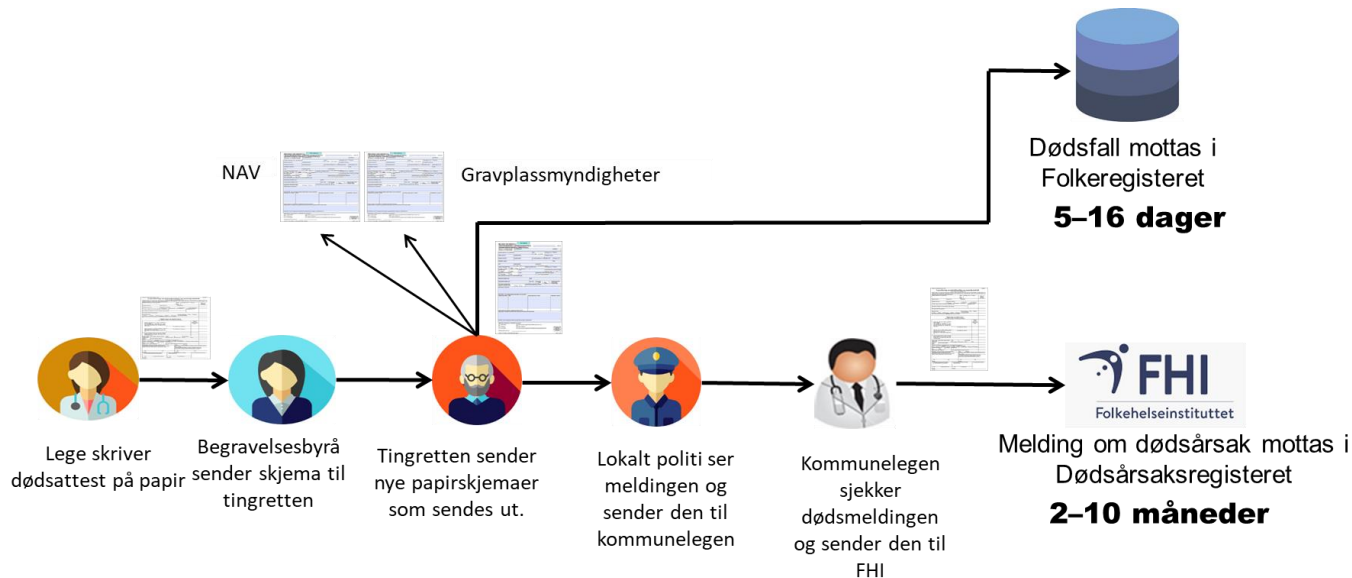 Dødsfall mottas i
Folkeregisteret
5–16 dager
NAV
Gravplassmyndigheter
Lege skriver
dødsattest på papir
Begravelsesbyrå
sender skjema til
tingretten
Tingretten sender
nye papirskjemaer
som sendes ut.
Lokalt politi ser
meldingen og
sender den til
kommunelegen
Kommunelegen
sjekker
dødsmeldingen
og sender den til
FHI
FHI
Folkehelseinstituttet
Melding om dødsårsak mottas i
Dødsårsaksregisteret
2–10 måneder